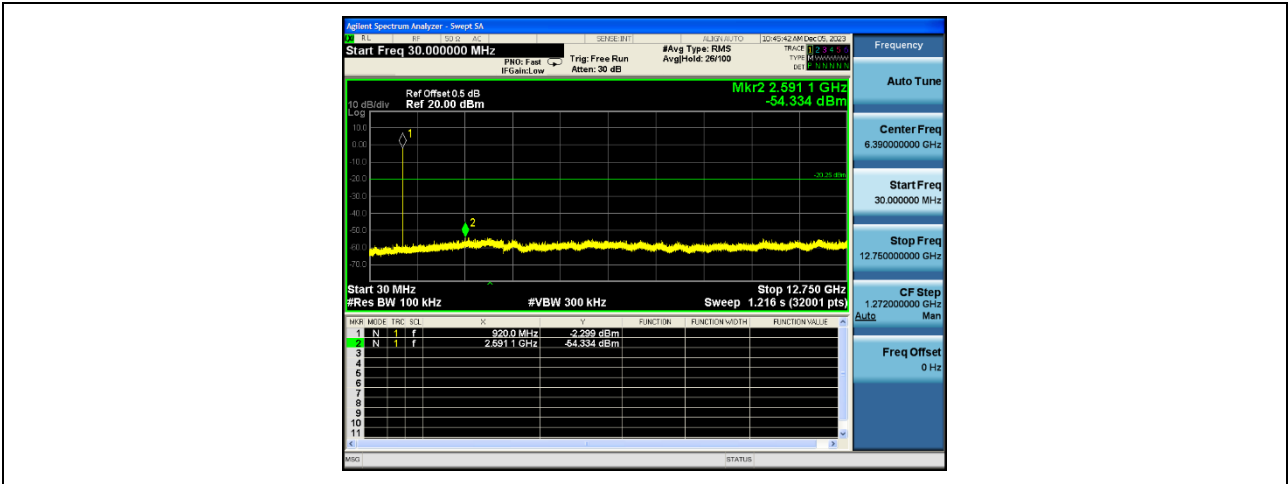 Agilent Spectrum Analyzer - Swept SA
RL RF 50 Ω AC SENSE:INT ALIGN AUTO 10:45:42 AM Dec 05, 2023
Start Freq 30.000000 MHz
PNO: Fast
IFGain:Low
Trig: Free Run
Atten: 30 dB
#Avg Type: RMS
Avg|Hold: 26/100
TRACE 1 2 3 4 5 6
TYPE M
DET P N N N N N
Ref Offset 0.5 dB
10 dB/div Ref 20.00 dBm
Log
Mkr2 2.591 1 GHz
-54.334 dBm
10.0
0.00
-10.0
-20.0
-30.0
-40.0
-50.0
-60.0
-70.0
1
2
-20.25 dBm
Start 30 MHz Stop 12.750 GHz
#Res BW 100 kHz #VBW 300 kHz Sweep 1.216 s (32001 pts)
MKR MODE TRC SCL X Y FUNCTION FUNCTION WIDTH FUNCTION VALUE
1 N 1 f 920.0 MHz -2.299 dBm
2 N 1 f 2.591 1 GHz -54.334 dBm
3
4
5
6
7
8
9
10
11
MSG STATUS
Frequency
Auto Tune
Center Freq
6.390000000 GHz
Start Freq
30.000000 MHz
Stop Freq
12.750000000 GHz
CF Step
1.272000000 GHz
Auto Man
Freq Offset
0 Hz